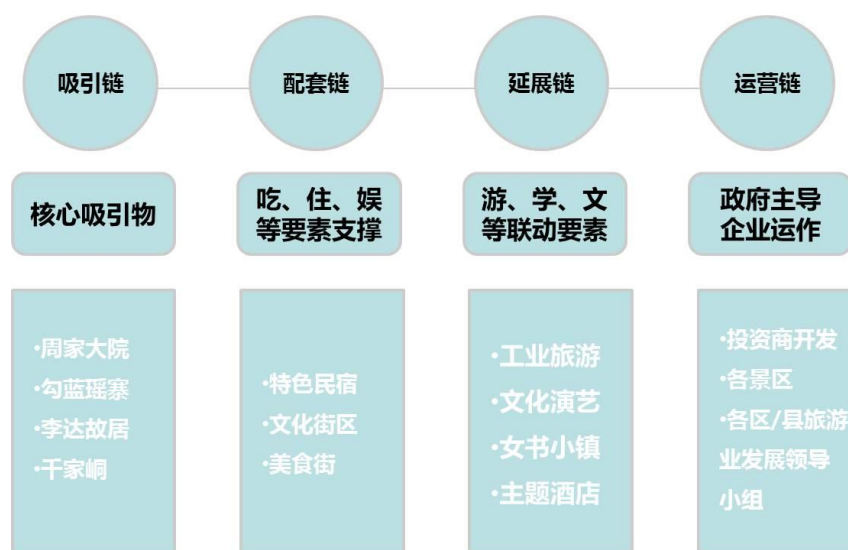 吸引链
配套链
延展链
运营链
核心吸引物
吃、住、娱
等要素支撑
游、学、文
等联动要素
政府主导
企业运作
·周家大院
·勾蓝瑶寨
·李达故居
·千家峒
·特色民宿
·文化街区
·美食街
·工业旅游
·文化演艺
·女书小镇
·主题酒店
·投资商开发
·各景区
·各区/县旅游
业发展领导
小组